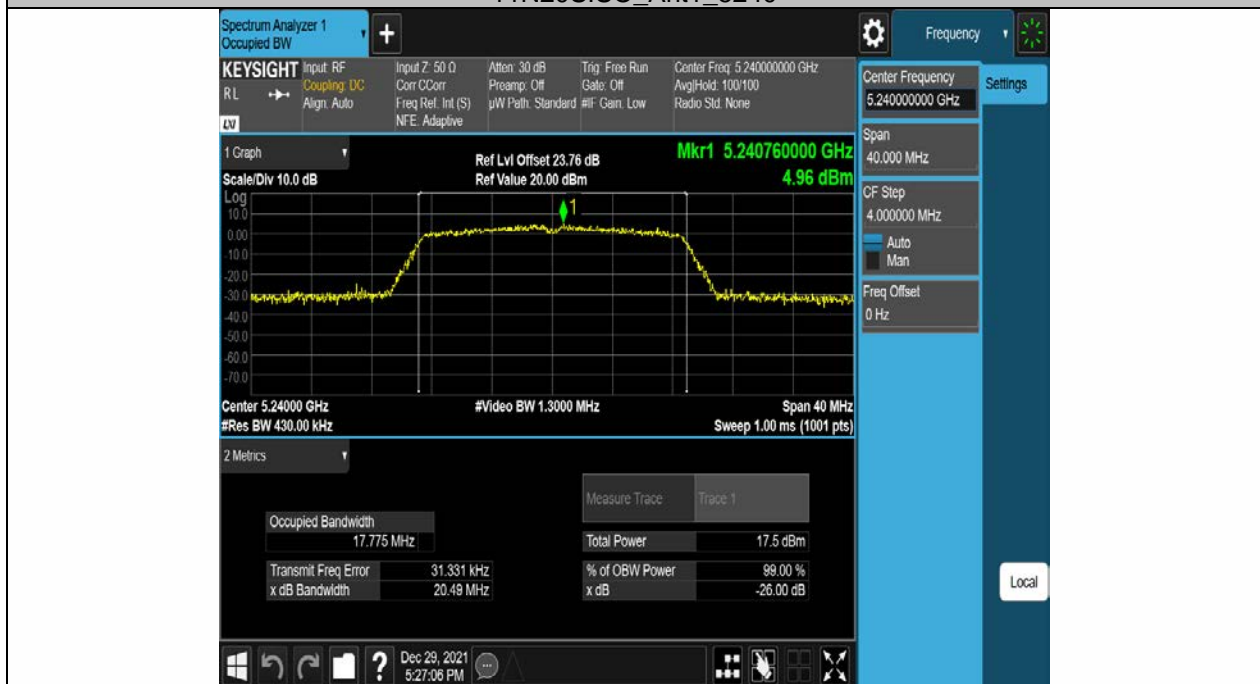 Spectrum Analyzer 1
Occupied BW
+
Frequency
KEYSIGHT
RL
LXI
Input: RF
Coupling: DC
Align: Auto
Input Z: 50 Ω
Corr CCorr
Freq Ref: Int (S)
NFE: Adaptive
Atten: 30 dB
Preamp: Off
µW Path: Standard
Trig: Free Run
Gate: Off
#IF Gain: Low
Center Freq: 5.240000000 GHz
Avg|Hold: 100/100
Radio Std: None
Center Frequency
5.240000000 GHz
Settings
Span
40.000 MHz
CF Step
4.000000 MHz
Auto
Man
Freq Offset
0 Hz
1 Graph
Scale/Div 10.0 dB
Ref Lvl Offset 23.76 dB
Ref Value 20.00 dBm
Mkr1 5.240760000 GHz
4.96 dBm
Log
10.0
0.00
-10.0
-20.0
-30.0
-40.0
-50.0
-60.0
-70.0
1
Center 5.24000 GHz
#Res BW 430.00 kHz
#Video BW 1.3000 MHz
Span 40 MHz
Sweep 1.00 ms (1001 pts)
2 Metrics
Measure Trace Trace 1
Occupied Bandwidth
17.775 MHz
Total Power 17.5 dBm
Transmit Freq Error 31.331 kHz
% of OBW Power 99.00 %
x dB Bandwidth 20.49 MHz
x dB -26.00 dB
Local
?
Dec 29, 2021
5:27:06 PM